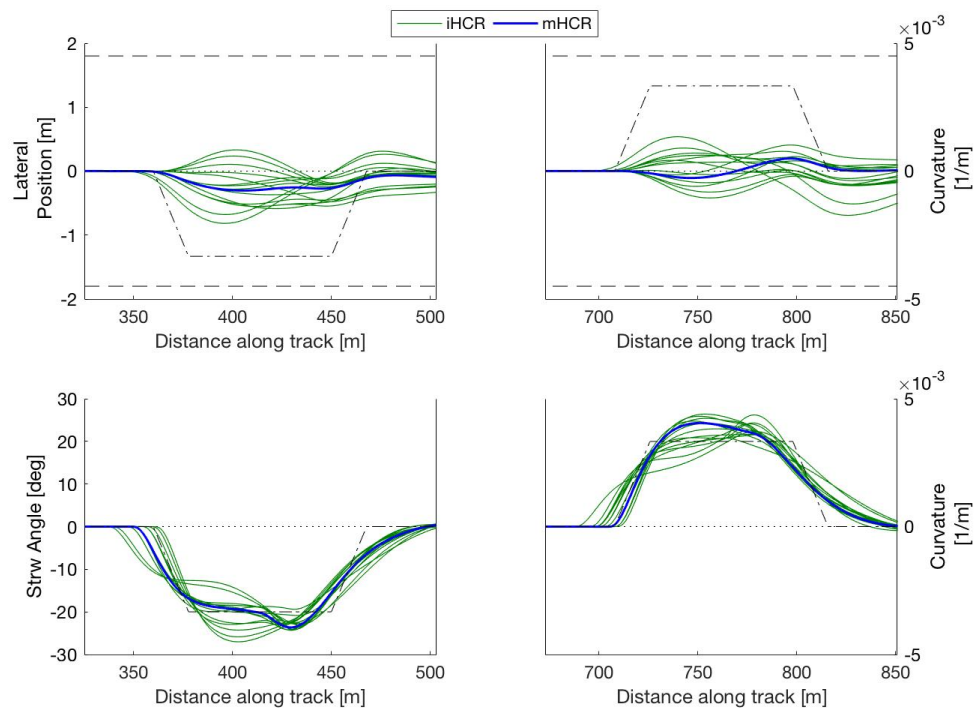 iHCR mHCR
×10⁻³
2
1
0
-1
-2
Lateral
Position [m]
350 400 450 500
Distance along track [m]
5
0
-5
Curvature
[1/m]
700 750 800 850
Distance along track [m]
×10⁻³
30
20
10
0
-10
-20
-30
Strw Angle [deg]
350 400 450 500
Distance along track [m]
5
0
-5
Curvature
[1/m]
700 750 800 850
Distance along track [m]